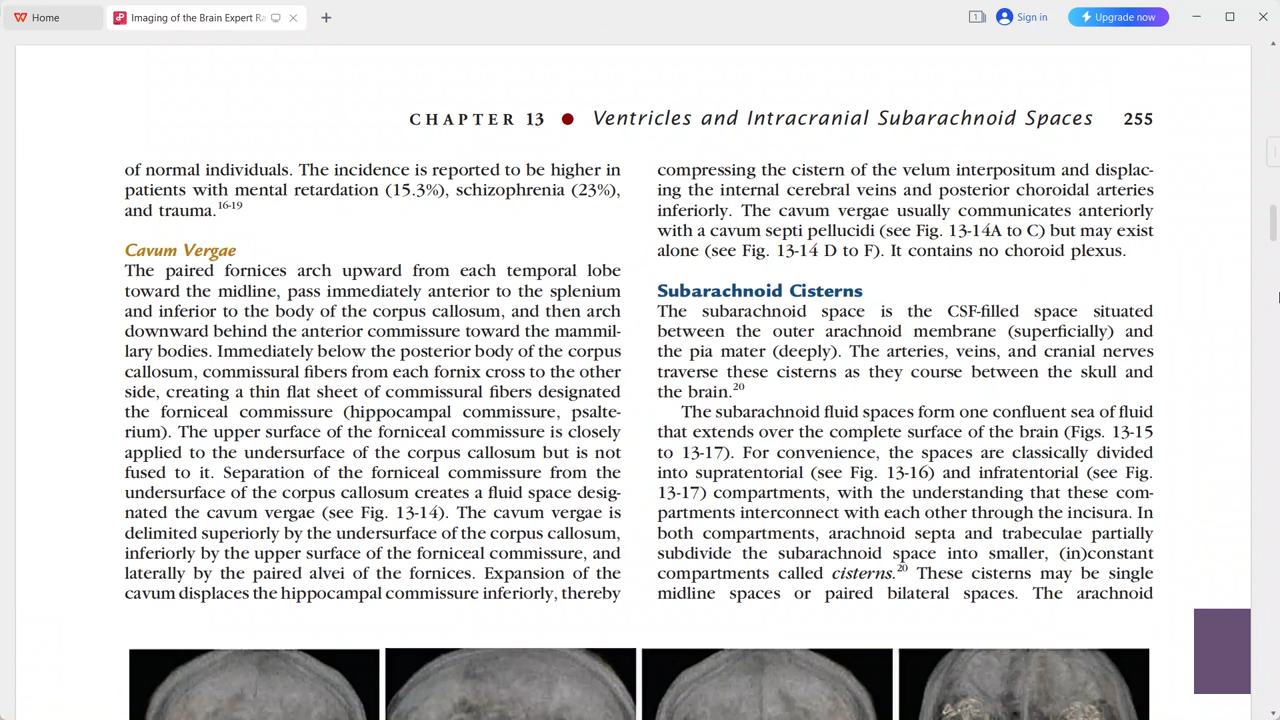 Home
Imaging of the Brain Expert Ra
1
Sign in
Upgrade now
CHAPTER 13 ● Ventricles and Intracranial Subarachnoid Spaces 255
of normal individuals. The incidence is reported to be higher in
patients with mental retardation (15.3%), schizophrenia (23%),
and trauma.16-19
Cavum Vergae
The paired fornices arch upward from each temporal lobe
toward the midline, pass immediately anterior to the splenium
and inferior to the body of the corpus callosum, and then arch
downward behind the anterior commissure toward the mammil-
lary bodies. Immediately below the posterior body of the corpus
callosum, commissural fibers from each fornix cross to the other
side, creating a thin flat sheet of commissural fibers designated
the forniceal commissure (hippocampal commissure, psalte-
rium). The upper surface of the forniceal commissure is closely
applied to the undersurface of the corpus callosum but is not
fused to it. Separation of the forniceal commissure from the
undersurface of the corpus callosum creates a fluid space desig-
nated the cavum vergae (see Fig. 13-14). The cavum vergae is
delimited superiorly by the undersurface of the corpus callosum,
inferiorly by the upper surface of the forniceal commissure, and
laterally by the paired alvei of the fornices. Expansion of the
cavum displaces the hippocampal commissure inferiorly, thereby
compressing the cistern of the velum interpositum and displac-
ing the internal cerebral veins and posterior choroidal arteries
inferiorly. The cavum vergae usually communicates anteriorly
with a cavum septi pellucidi (see Fig. 13-14A to C) but may exist
alone (see Fig. 13-14 D to F). It contains no choroid plexus.
Subarachnoid Cisterns
The subarachnoid space is the CSF-filled space situated
between the outer arachnoid membrane (superficially) and
the pia mater (deeply). The arteries, veins, and cranial nerves
traverse these cisterns as they course between the skull and
the brain.20
The subarachnoid fluid spaces form one confluent sea of fluid
that extends over the complete surface of the brain (Figs. 13-15
to 13-17). For convenience, the spaces are classically divided
into supratentorial (see Fig. 13-16) and infratentorial (see Fig.
13-17) compartments, with the understanding that these com-
partments interconnect with each other through the incisura. In
both compartments, arachnoid septa and trabeculae partially
subdivide the subarachnoid space into smaller, (in)constant
compartments called cisterns.20 These cisterns may be single
midline spaces or paired bilateral spaces. The arachnoid